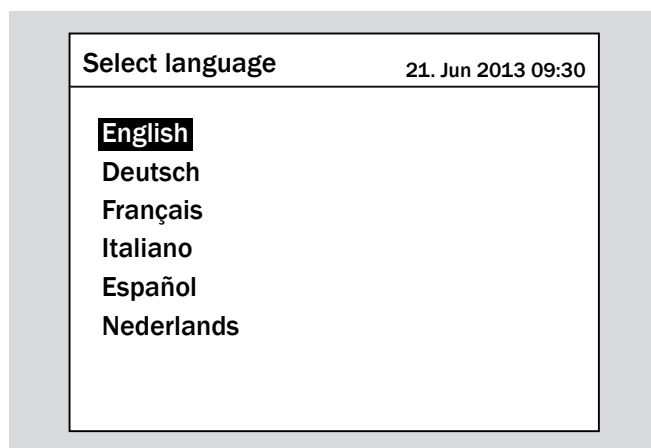 Select language
21. Jun 2013 09:30
English
Deutsch
Français
Italiano
Español
Nederlands